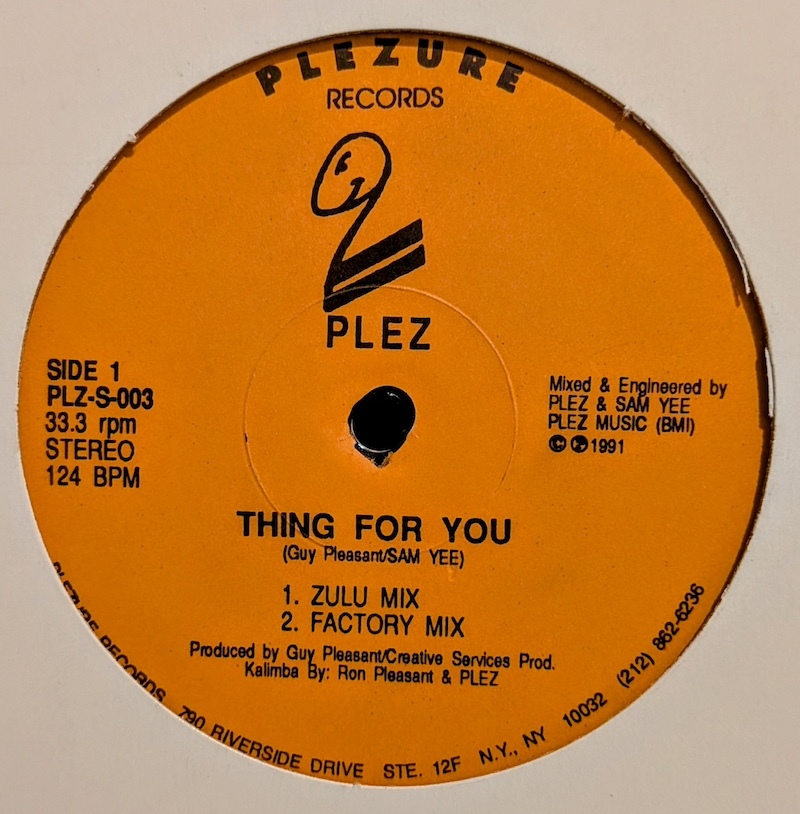 PLEZURE
RECORDS
PLEZ
SIDE 1
PLZ-S-003
33.3 rpm
STEREO
124 BPM
Mixed & Engineered by
PLEZ & SAM YEE
PLEZ MUSIC (BMI)
©℗1991
THING FOR YOU
(Guy Pleasant/SAM YEE)
1. ZULU MIX
2. FACTORY MIX
Produced by Guy Pleasant/Creative Services Prod.
Kalimba By: Ron Pleasant & PLEZ
PLEZURE RECORDS 790 RIVERSIDE DRIVE STE. 12F N.Y., NY 10032 (212) 862-6236